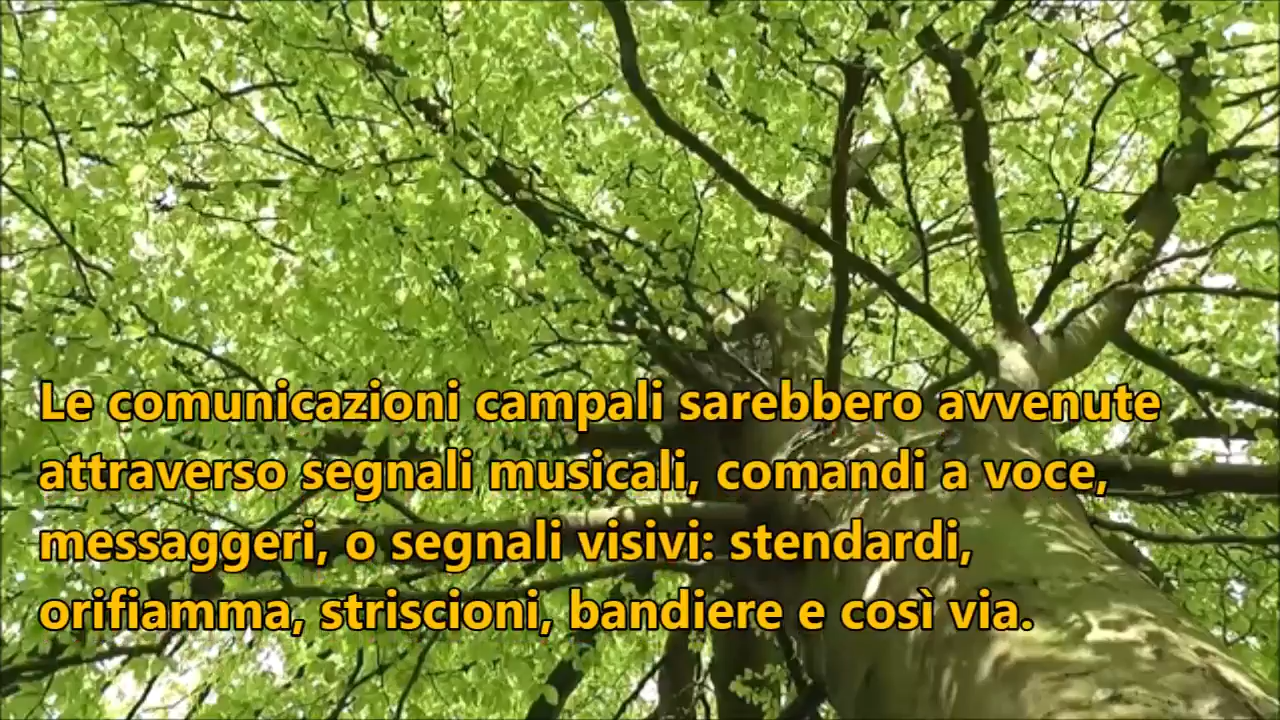 Le comunicazioni campali sarebbero avvenute
attraverso segnali musicali, comandi a voce,
messaggeri, o segnali visivi: stendardi,
orifiamma, striscioni, bandiere e così via.